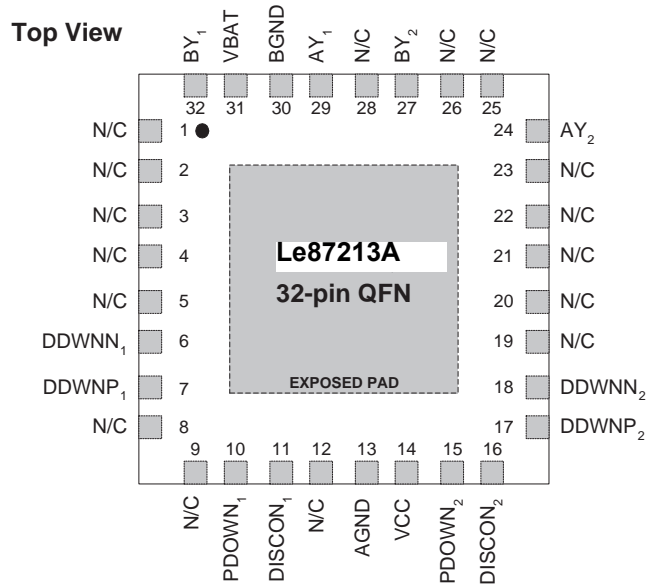 Top View
BY₁ VBAT BGND AY₁ N/C BY₂ N/C N/C
32 31 30 29 28 27 26 25
N/C 1 24 AY₂
N/C 2 23 N/C
N/C 3 22 N/C
N/C 4 21 N/C
N/C 5 20 N/C
DDWNN₁ 6 19 N/C
DDWNP₁ 7 18 DDWNN₂
N/C 8 17 DDWNP₂
Le87213A
32-pin QFN
EXPOSED PAD
9 10 11 12 13 14 15 16
N/C PDOWN₁ DISCON₁ N/C AGND VCC PDOWN₂ DISCON₂